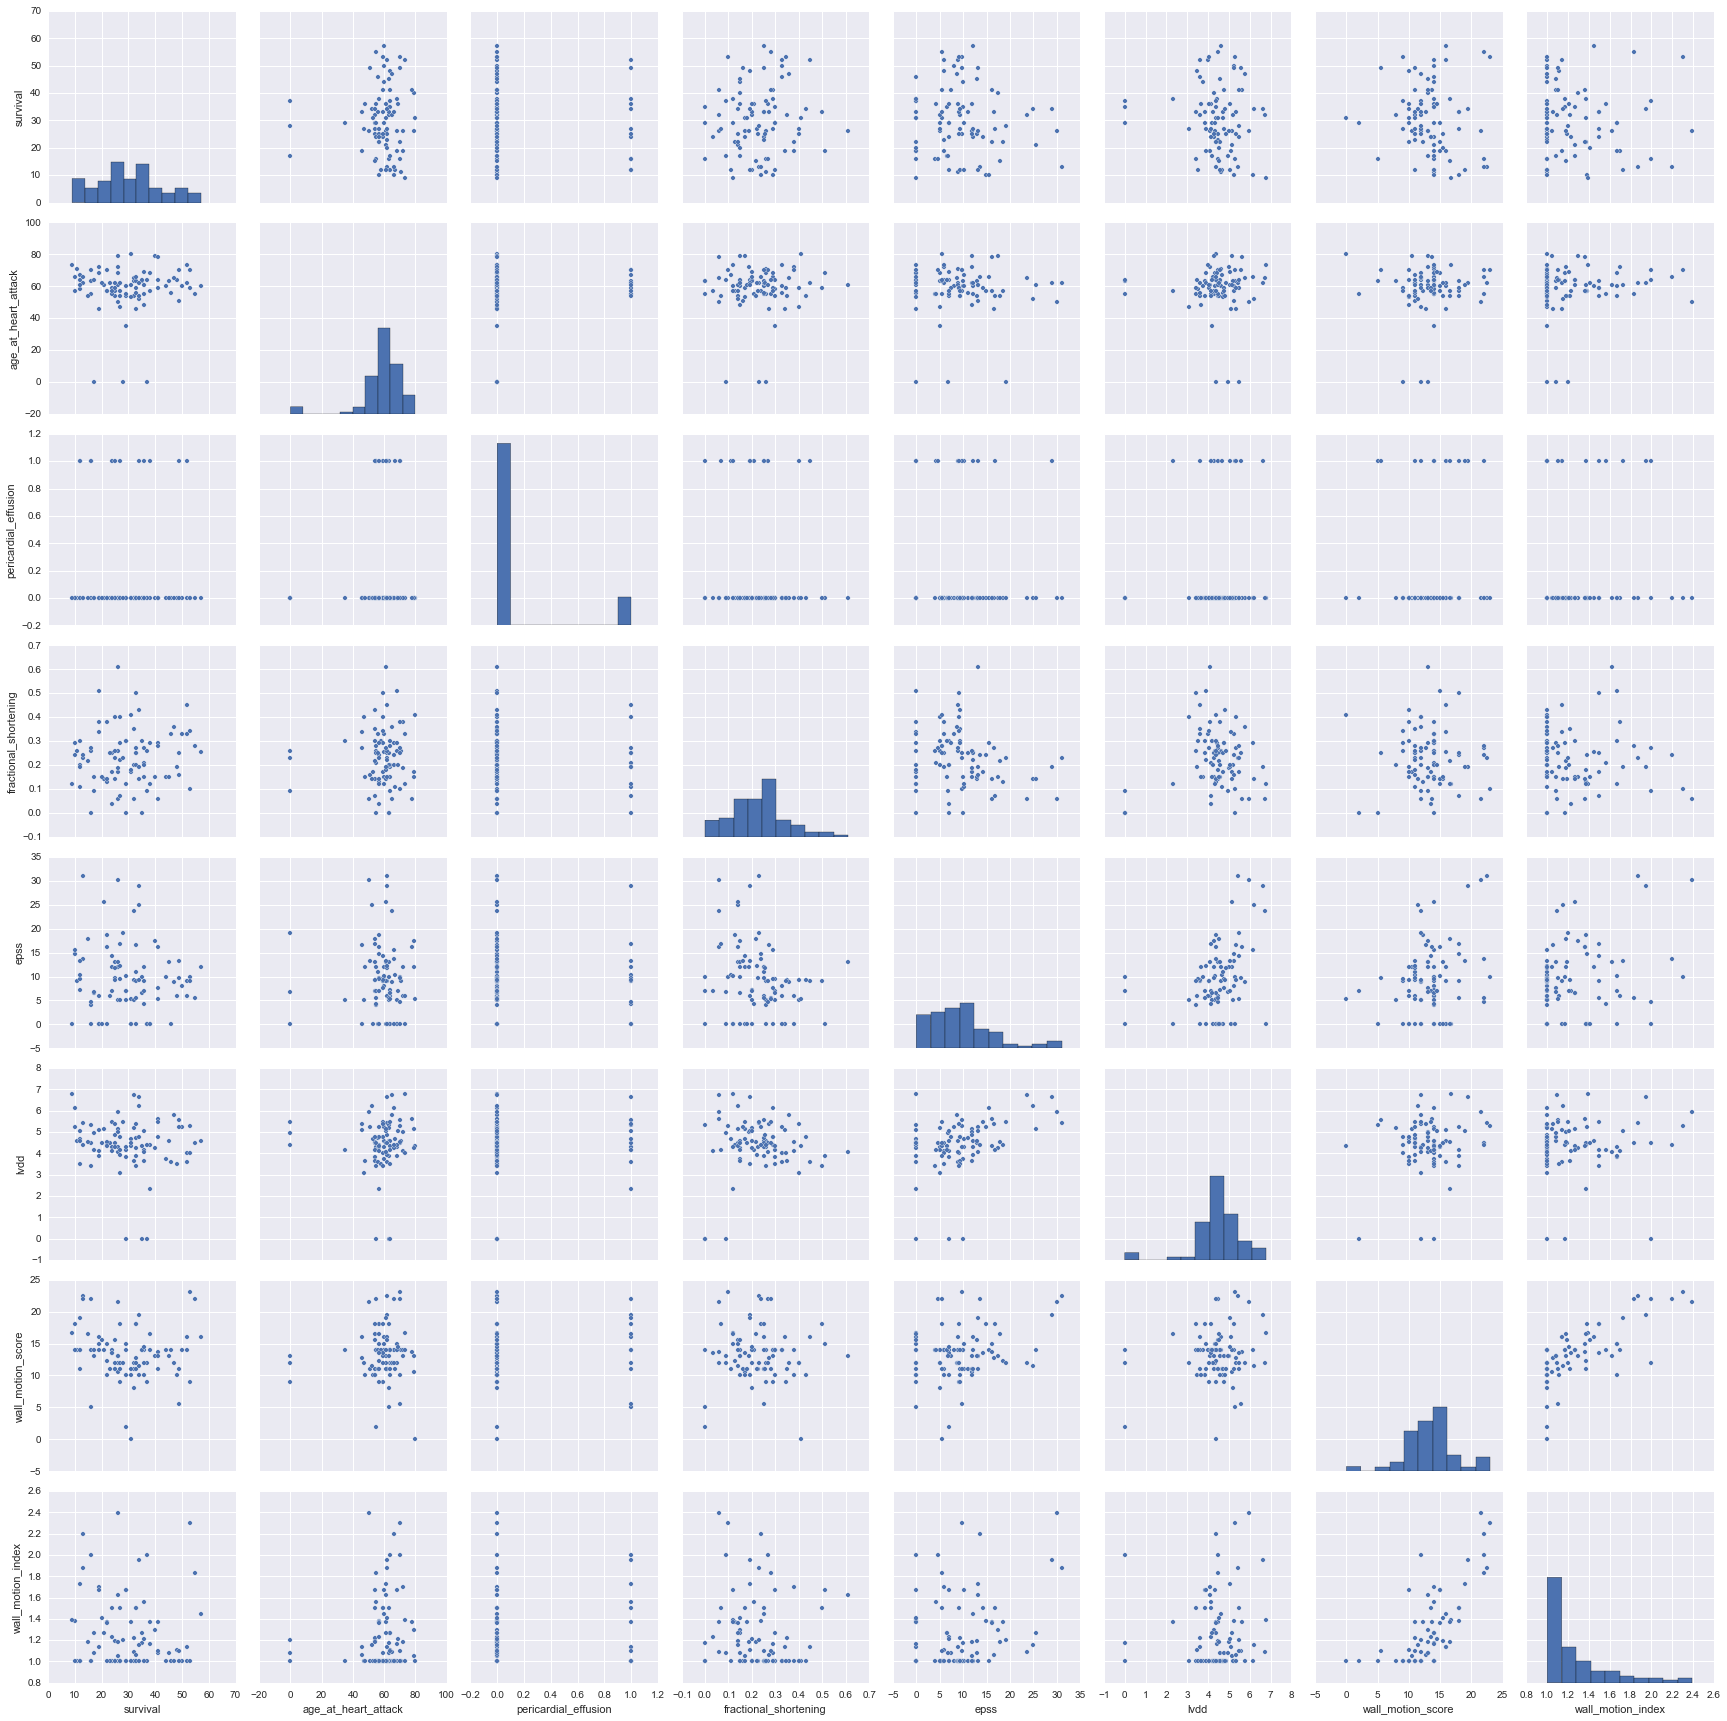 70
60
50
40
30
20
10
0
survival
100
80
60
40
20
0
−20
age_at_heart_attack
1.2
1.0
0.8
0.6
0.4
0.2
0.0
−0.2
pericardial_effusion
0.7
0.6
0.5
0.4
0.3
0.2
0.1
0.0
−0.1
fractional_shortening
35
30
25
20
15
10
5
0
−5
epss
8
7
6
5
4
3
2
1
0
−1
lvdd
25
20
15
10
5
0
−5
wall_motion_score
2.6
2.4
2.2
2.0
1.8
1.6
1.4
1.2
1.0
0.8
wall_motion_index
0 10 20 30 40 50 60 70
survival
−20 0 20 40 60 80 100
age_at_heart_attack
−0.2 0.0 0.2 0.4 0.6 0.8 1.0 1.2
pericardial_effusion
−0.1 0.0 0.1 0.2 0.3 0.4 0.5 0.6 0.7
fractional_shortening
−5 0 5 10 15 20 25 30 35
epss
−1 0 1 2 3 4 5 6 7 8
lvdd
−5 0 5 10 15 20 25
wall_motion_score
0.8 1.0 1.2 1.4 1.6 1.8 2.0 2.2 2.4 2.6
wall_motion_index